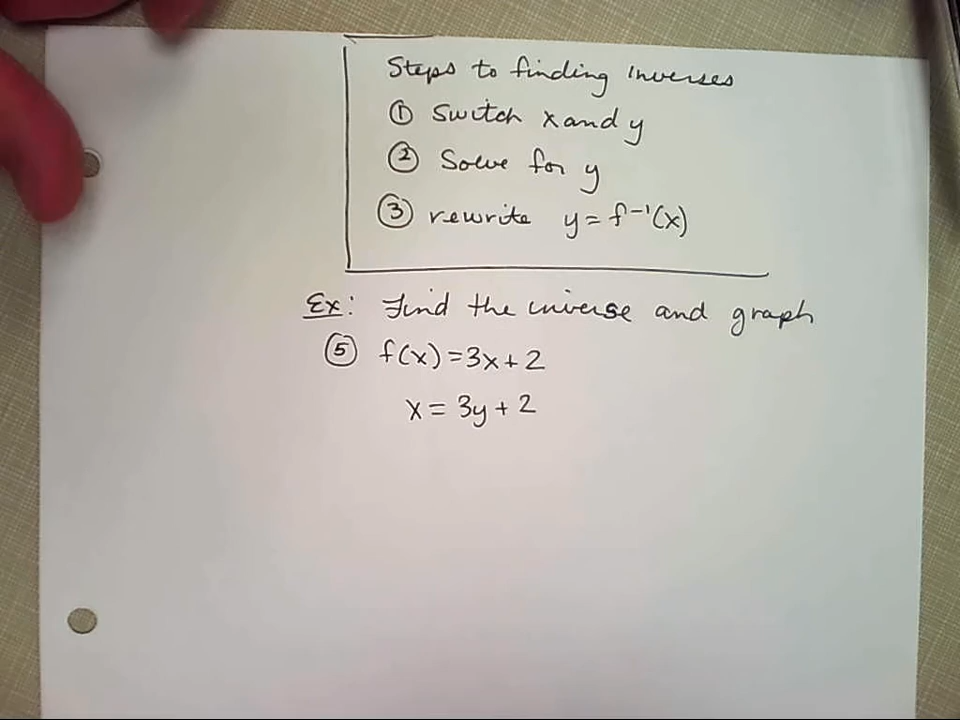 Steps to finding Inverses
① Switch x and y
② Solve for y
③ rewrite y = f⁻¹(x)
Ex: Find the inverse and graph
⑤ f(x) = 3x + 2
x = 3y + 2